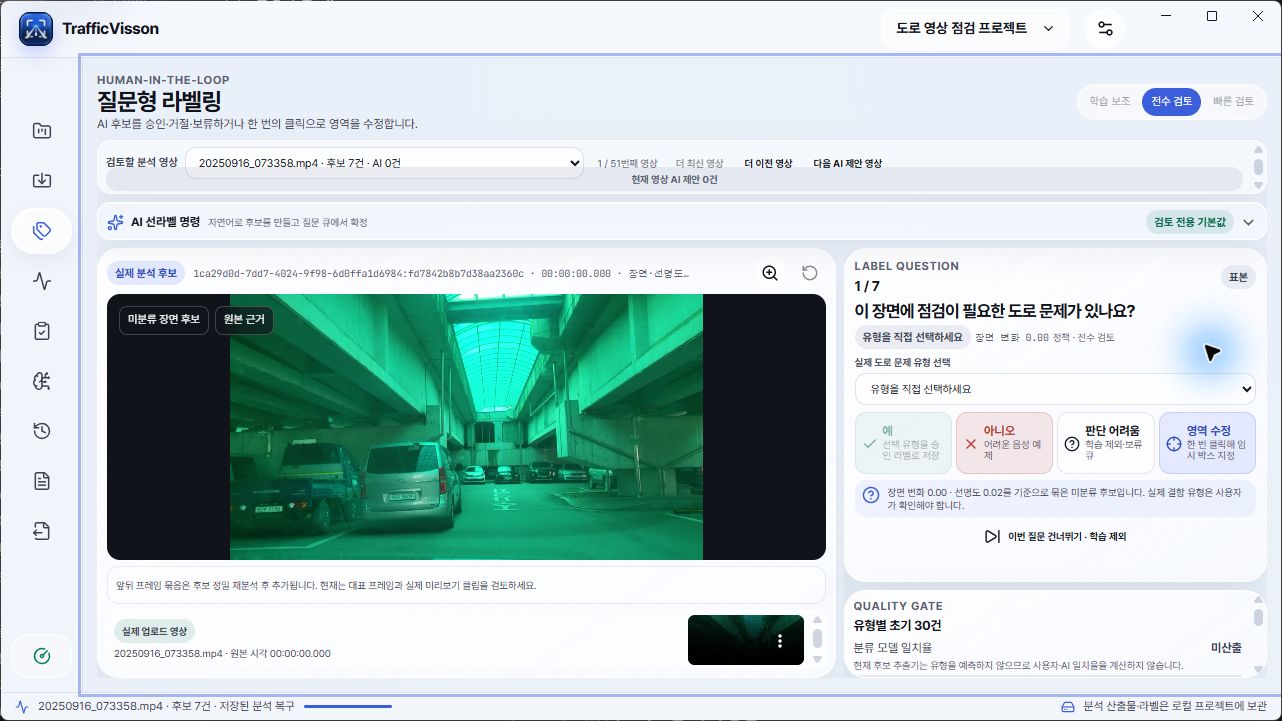 TrafficVisson
도로 영상 점검 프로젝트
HUMAN-IN-THE-LOOP
질문형 라벨링
AI 후보를 승인·거절·보류하거나 한 번의 클릭으로 영역을 수정합니다.
학습 보조 전수 검토 빠른 검토
검토할 분석 영상 20250916_073358.mp4 · 후보 7건 · AI 0건 1 / 51번째 영상 더 최신 영상 더 이전 영상 다음 AI 제안 영상
현재 영상 AI 제안 0건
AI 선라벨 명령 자연어로 후보를 만들고 질문 큐에서 확정 검토 전용 기본값
실제 분석 후보 1ca29d0d-7dd7-4024-9f98-6d0ffa1d6984:fd7842b8b7d38aa2360c · 00:00:00.000 · 장면·선명도…
미분류 장면 후보 원본 근거
앞뒤 프레임 묶음은 후보 정밀 재분석 후 추가됩니다. 현재는 대표 프레임과 실제 미리보기 클립을 검토하세요.
실제 업로드 영상
20250916_073358.mp4 · 원본 시각 00:00:00.000
LABEL QUESTION
1 / 7
표본
이 장면에 점검이 필요한 도로 문제가 있나요?
유형을 직접 선택하세요 장면 변화 0.00 정책 · 전수 검토
실제 도로 문제 유형 선택
유형을 직접 선택하세요
예
선택 유형을 승인 라벨로 저장
아니오
어려운 음성 예제
판단 어려움
학습 제외·보류 큐
영역 수정
한 번 클릭해 임시 박스 지정
장면 변화 0.00 · 선명도 0.02를 기준으로 묶은 미분류 후보입니다. 실제 결함 유형은 사용자
가 확인해야 합니다.
이번 질문 건너뛰기 · 학습 제외
QUALITY GATE
유형별 초기 30건
분류 모델 일치율 미산출
현재 후보 추출기는 유형을 예측하지 않으므로 사용자·AI 일치율을 계산하지 않습니다.
20250916_073358.mp4 · 후보 7건 · 저장된 분석 복구
분석 산출물·라벨은 로컬 프로젝트에 보관